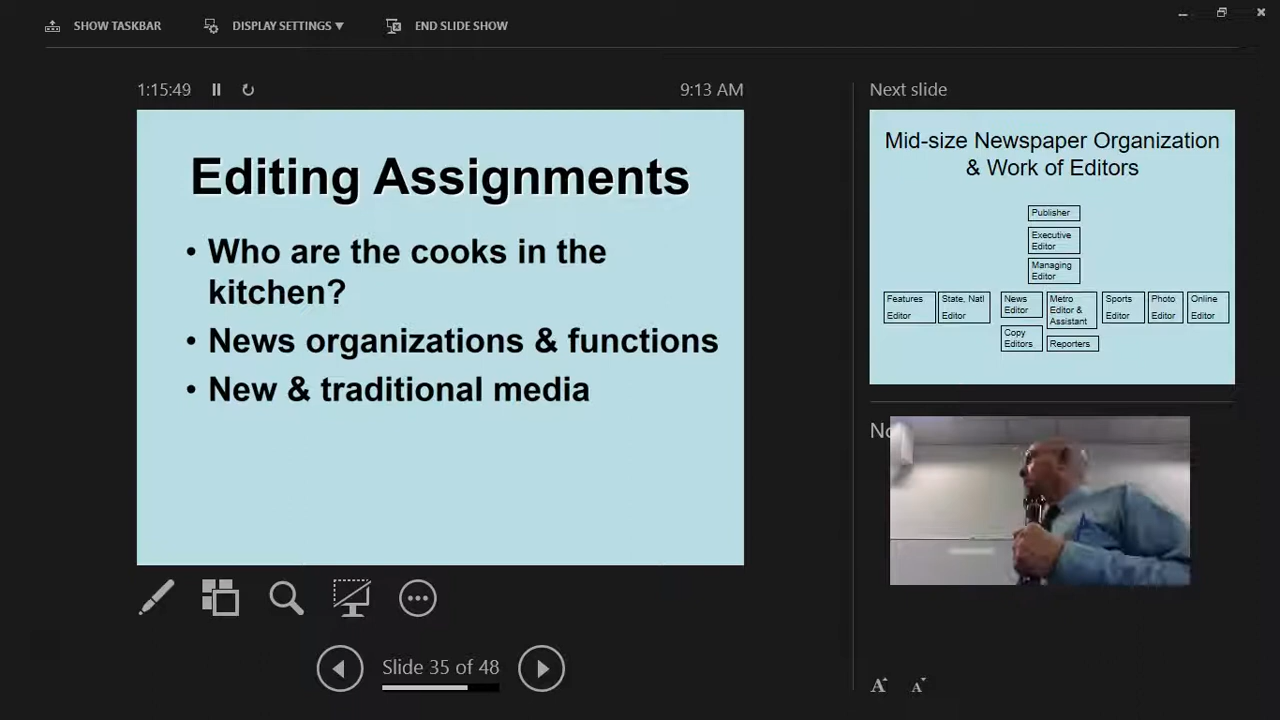 SHOW TASKBAR
DISPLAY SETTINGS ▼
END SLIDE SHOW
1:15:49
9:13 AM
Next slide
Editing Assignments
• Who are the cooks in the
kitchen?
• News organizations & functions
• New & traditional media
Mid-size Newspaper Organization
& Work of Editors
Publisher
Executive
Editor
Managing
Editor
Features
Editor
State, Natl
Editor
News
Editor
Metro
Editor &
Assistant
Sports
Editor
Photo
Editor
Online
Editor
Copy
Editors
Reporters
No
Slide 35 of 48
A
A